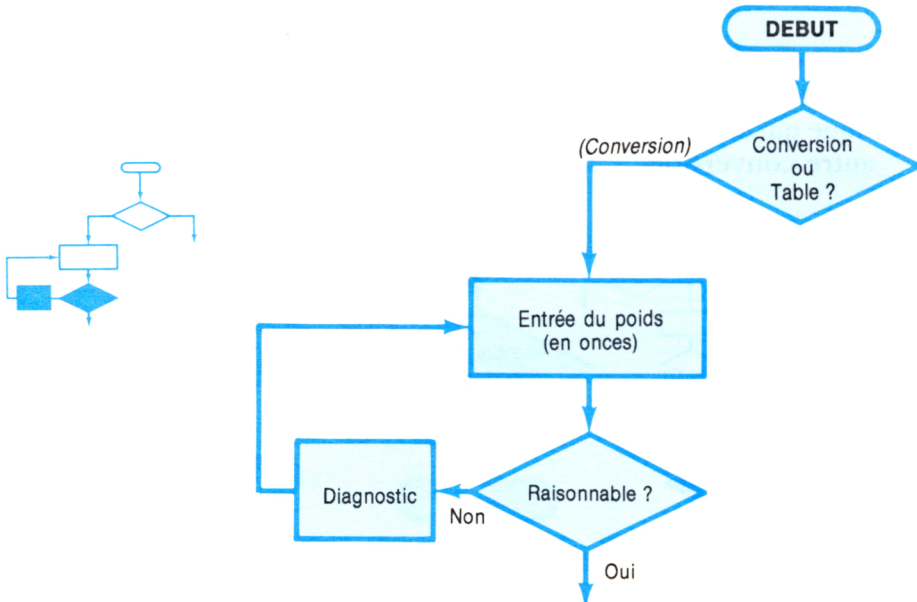 DEBUT
Conversion
ou
Table ?
(Conversion)
Entrée du poids
(en onces)
Raisonnable ?
Non
Diagnostic
Oui